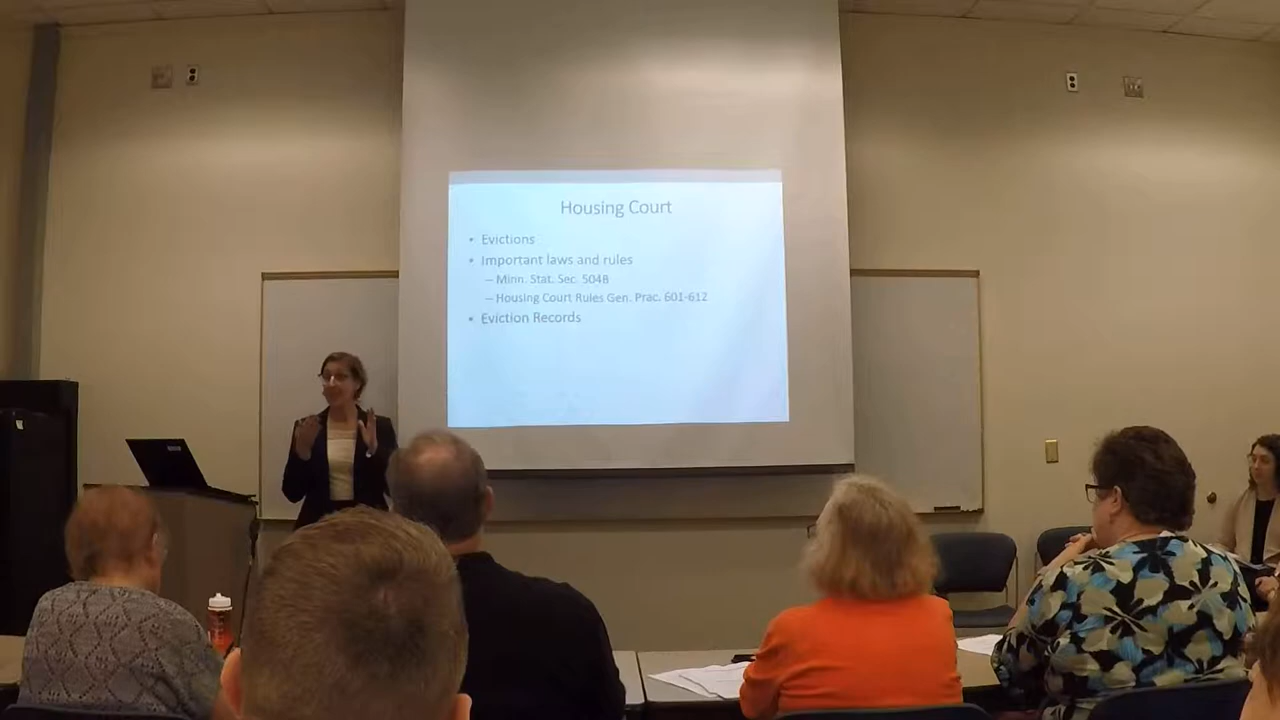 Housing Court
• Evictions
• Important laws and rules
– Minn. Stat. Sec. 504B
– Housing Court Rules Gen. Prac. 601-612
• Eviction Records